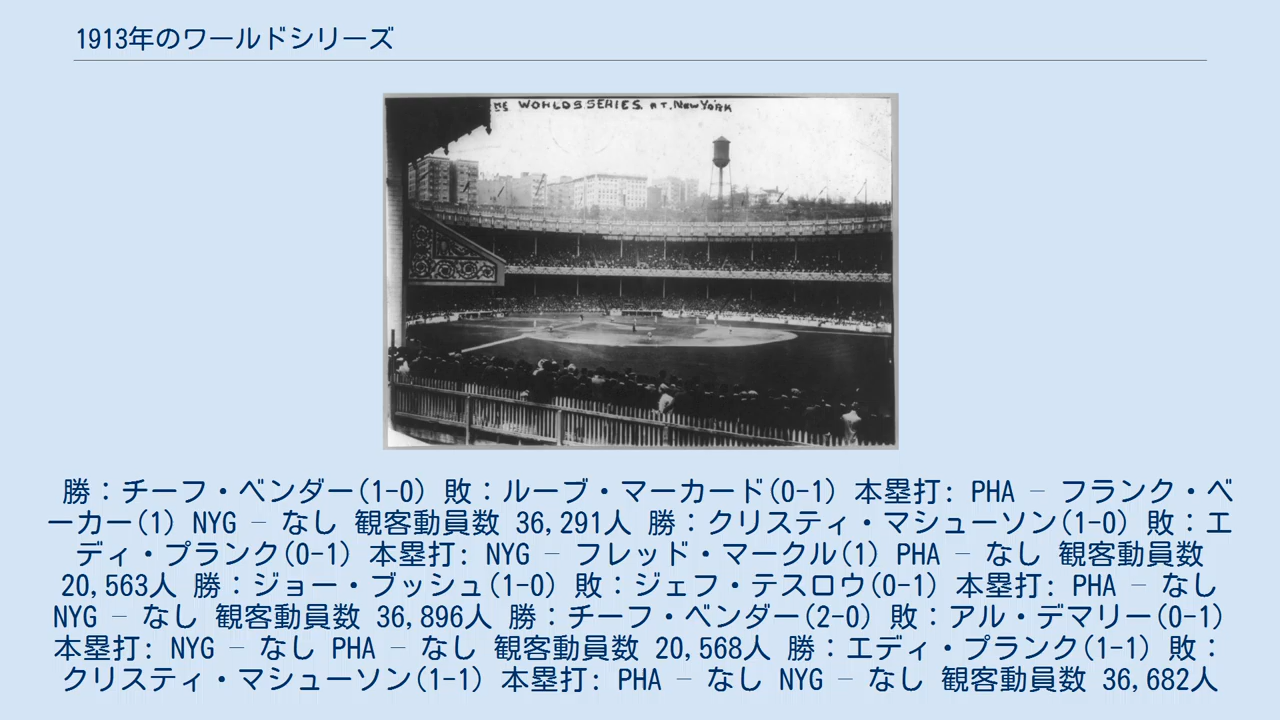 1913年のワールドシリーズ
WORLDS SERIES. AT. New York
勝：チーフ・ベンダー(1-0) 敗：ルーブ・マーカード(0-1) 本塁打: PHA – フランク・ベ
ーカー(1) NYG – なし 観客動員数 36,291人 勝：クリスティ・マシューソン(1-0) 敗：エ
ディ・プランク(0-1) 本塁打: NYG – フレッド・マークル(1) PHA – なし 観客動員数
20,563人 勝：ジョー・ブッシュ(1-0) 敗：ジェフ・テスロウ(0-1) 本塁打: PHA – なし
NYG – なし 観客動員数 36,896人 勝：チーフ・ベンダー(2-0) 敗：アル・デマリー(0-1)
本塁打: NYG – なし PHA – なし 観客動員数 20,568人 勝：エディ・プランク(1-1) 敗：
クリスティ・マシューソン(1-1) 本塁打: PHA – なし NYG – なし 観客動員数 36,682人